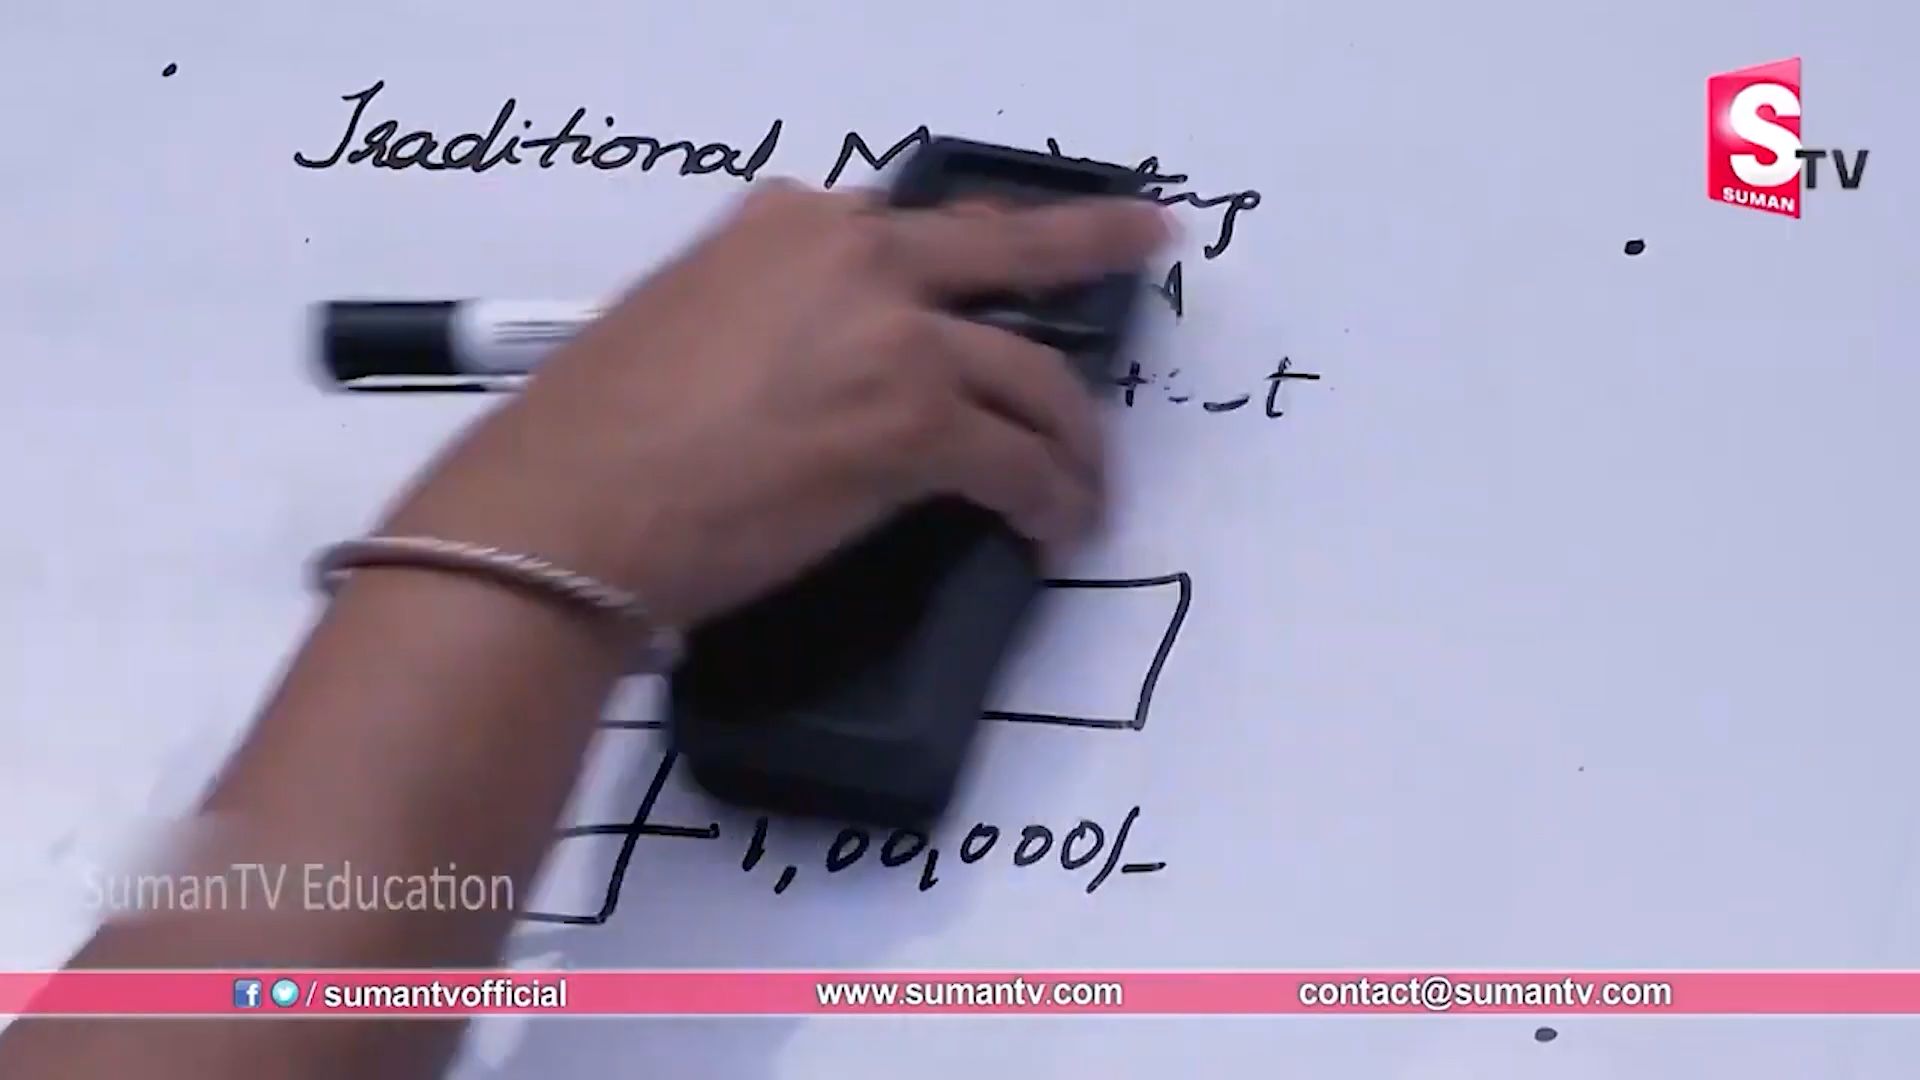 Traditional
S
SUMAN
TV
1,00,000/-
SumanTV Education
/ sumantvofficial
www.sumantv.com
contact@sumantv.com